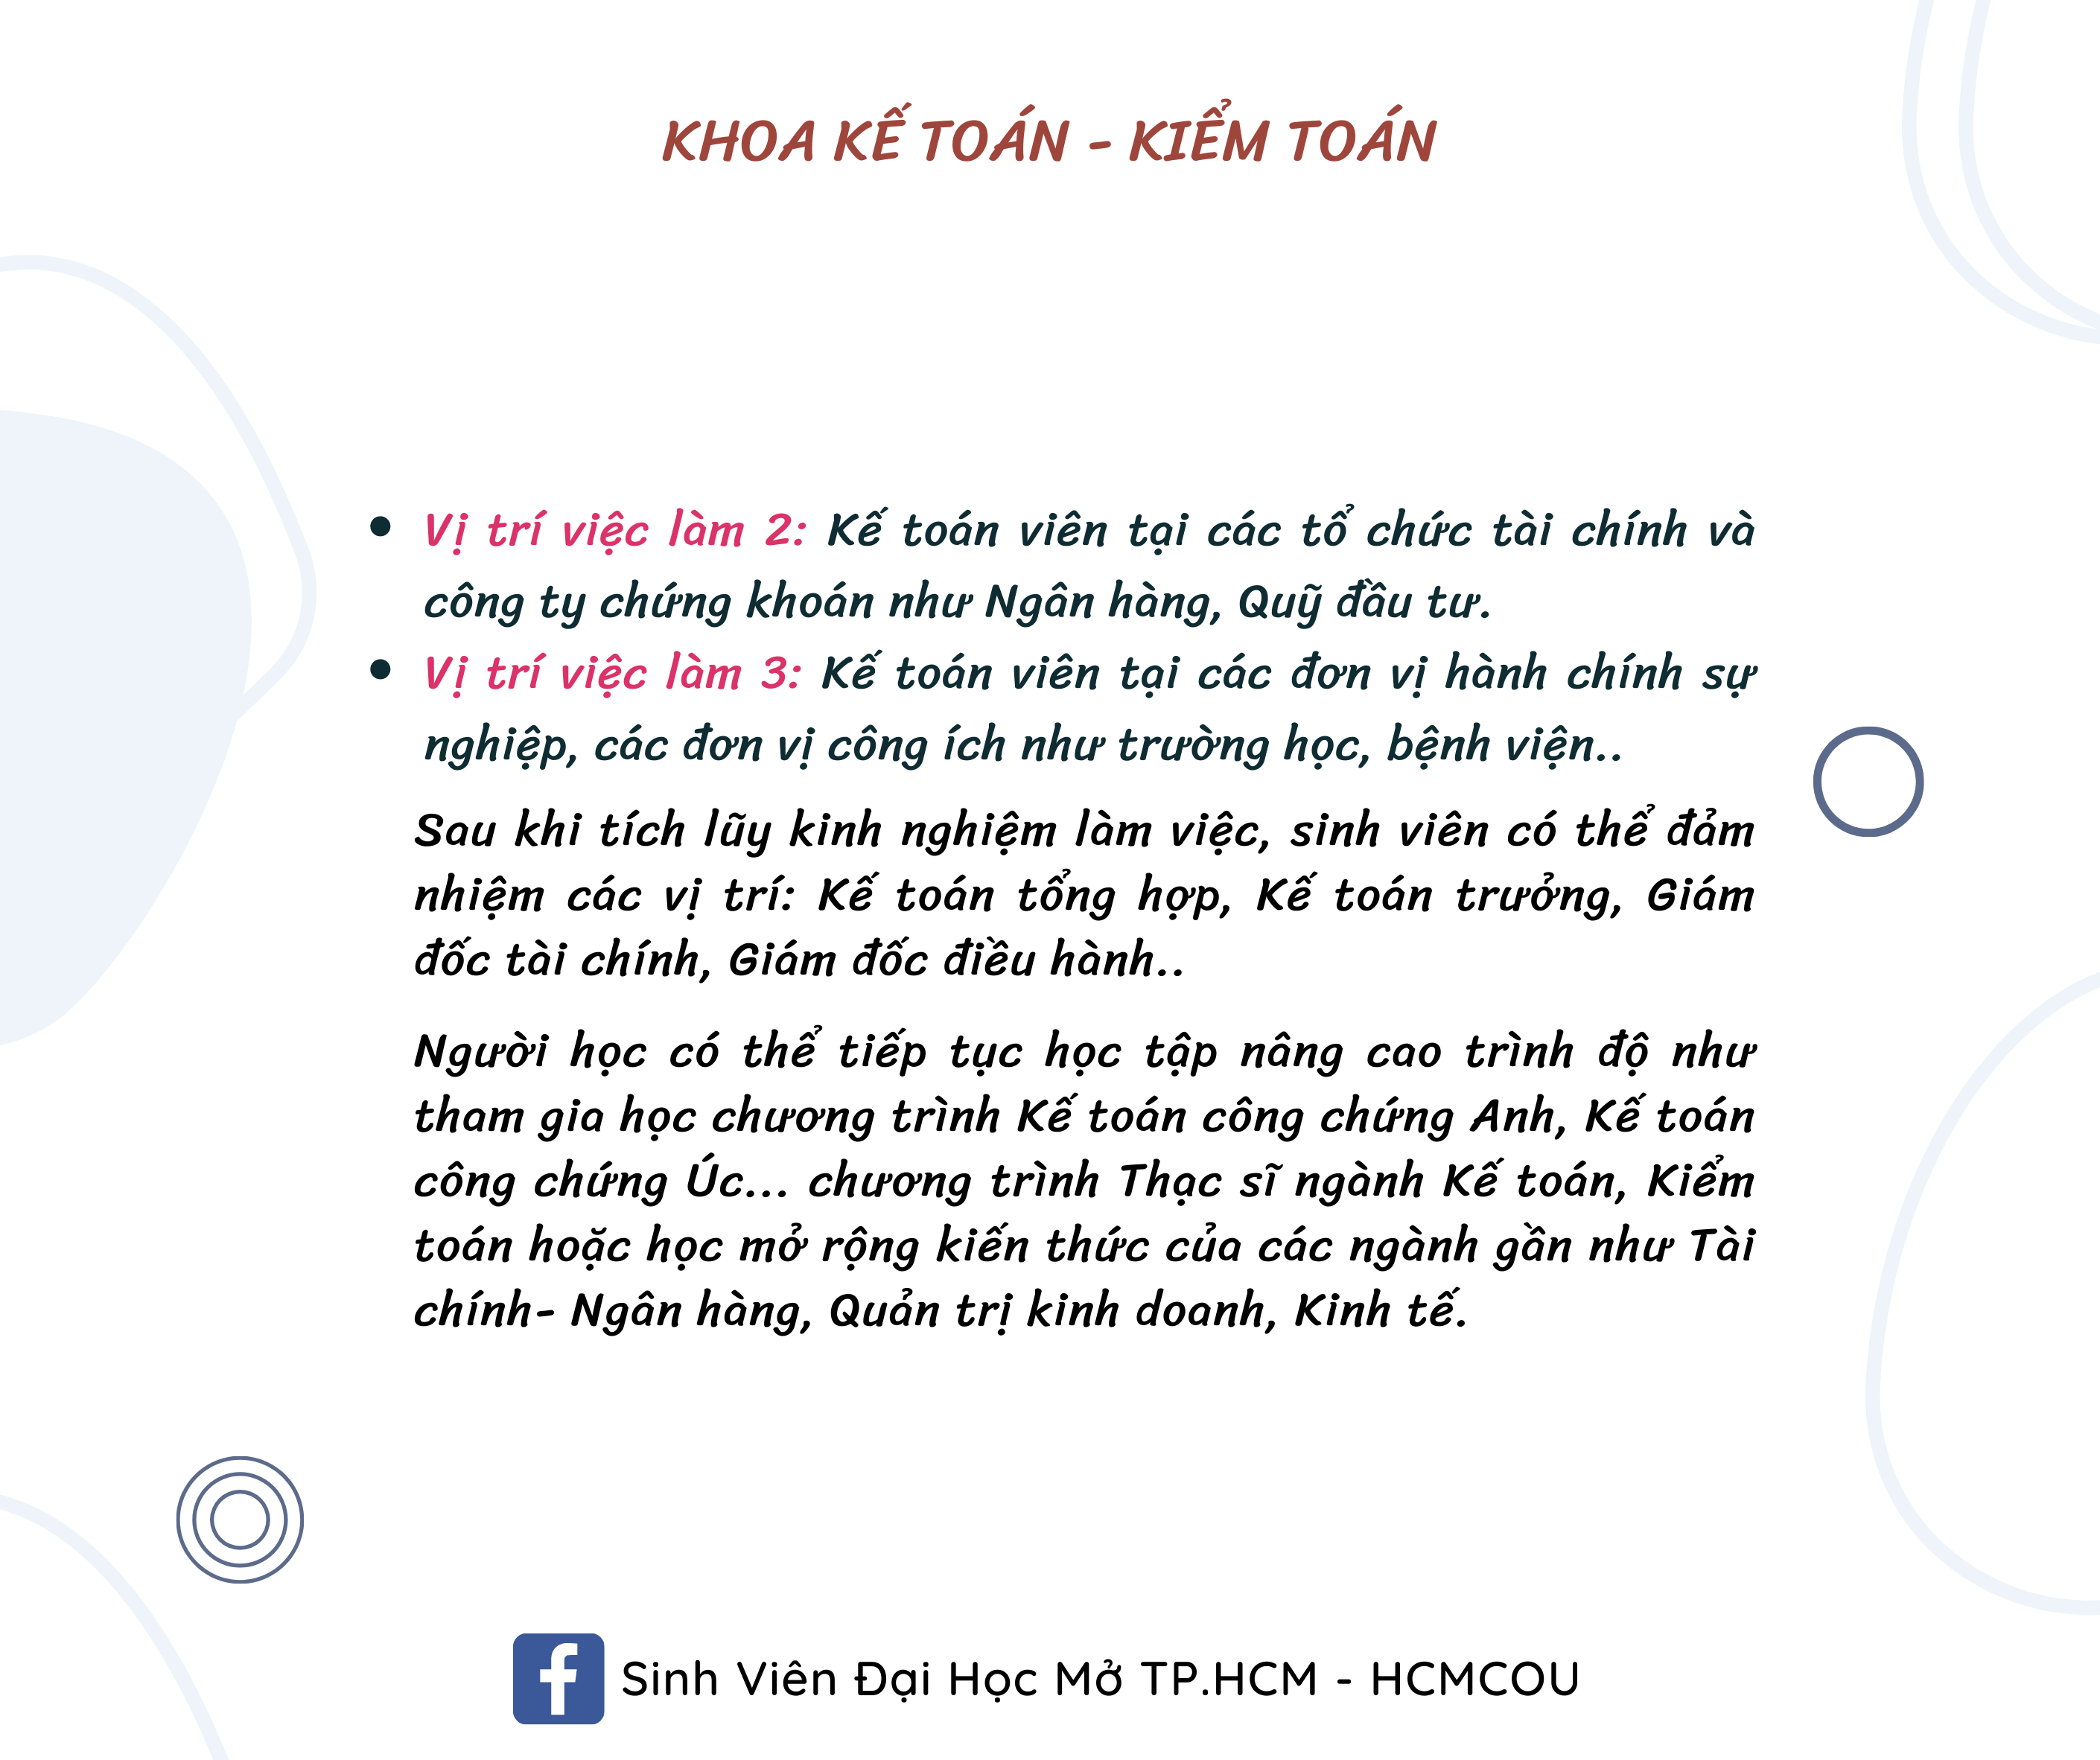 KHOA KẾ TOÁN - KIỂM TOÁN
• Vị trí việc làm 2: Kế toán viên tại các tổ chức tài chính và
công ty chứng khoán như Ngân hàng, Quỹ đầu tư.
• Vị trí việc làm 3: Kế toán viên tại các đơn vị hành chính sự
nghiệp, các đơn vị công ích như trường học, bệnh viện..
Sau khi tích lũy kinh nghiệm làm việc, sinh viên có thể đảm
nhiệm các vị trí: Kế toán tổng hợp, Kế toán trưởng, Giám
đốc tài chính, Giám đốc điều hành..
Người học có thể tiếp tục học tập nâng cao trình độ như
tham gia học chương trình Kế toán công chứng Anh, Kế toán
công chứng Úc... chương trình Thạc sĩ ngành Kế toán, Kiểm
toán hoặc học mở rộng kiến thức của các ngành gần như Tài
chính- Ngân hàng, Quản trị kinh doanh, Kinh tế.
Sinh Viên Đại Học Mở TP.HCM - HCMCOU